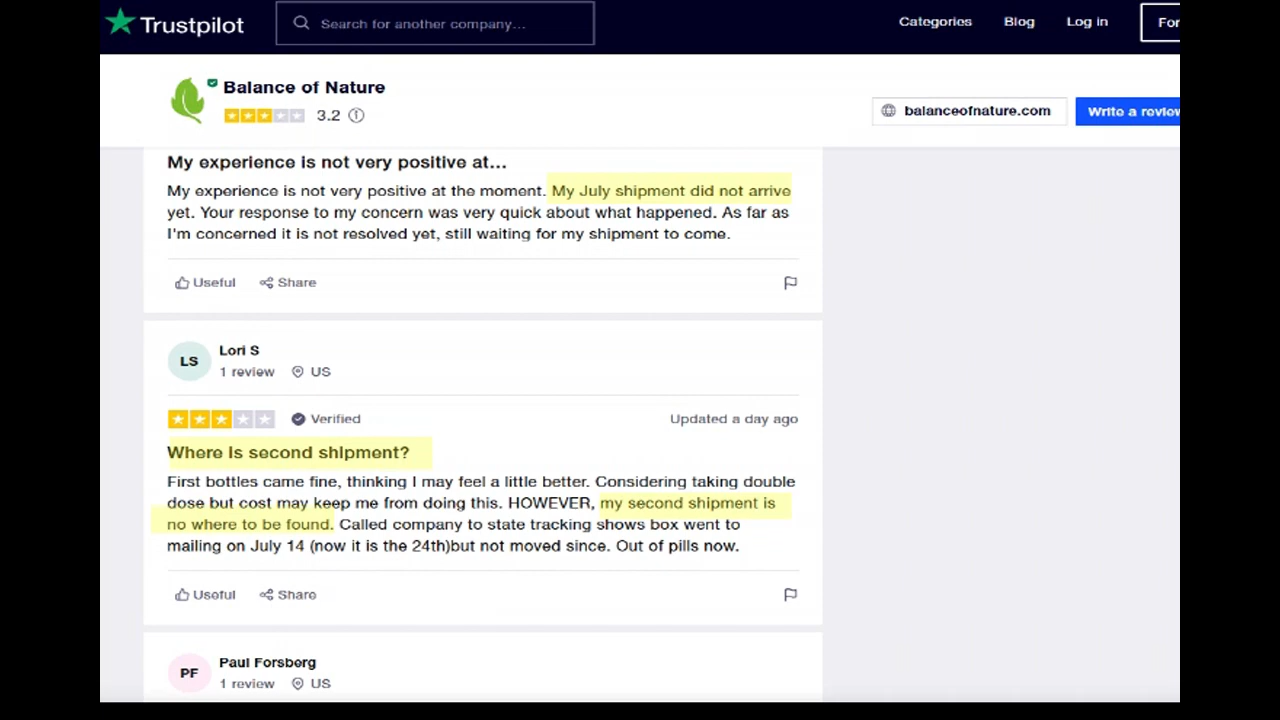 Trustpilot
Search for another company...
Categories
Blog
Log in
For
Balance of Nature
3.2
balanceofnature.com
Write a review
My experience is not very positive at...
My experience is not very positive at the moment. My July shipment did not arrive
yet. Your response to my concern was very quick about what happened. As far as
I'm concerned it is not resolved yet, still waiting for my shipment to come.
Useful
Share
LS
Lori S
1 review
US
Verified
Updated a day ago
Where is second shipment?
First bottles came fine, thinking I may feel a little better. Considering taking double
dose but cost may keep me from doing this. HOWEVER, my second shipment is
no where to be found. Called company to state tracking shows box went to
mailing on July 14 (now it is the 24th)but not moved since. Out of pills now.
Useful
Share
PF
Paul Forsberg
1 review
US